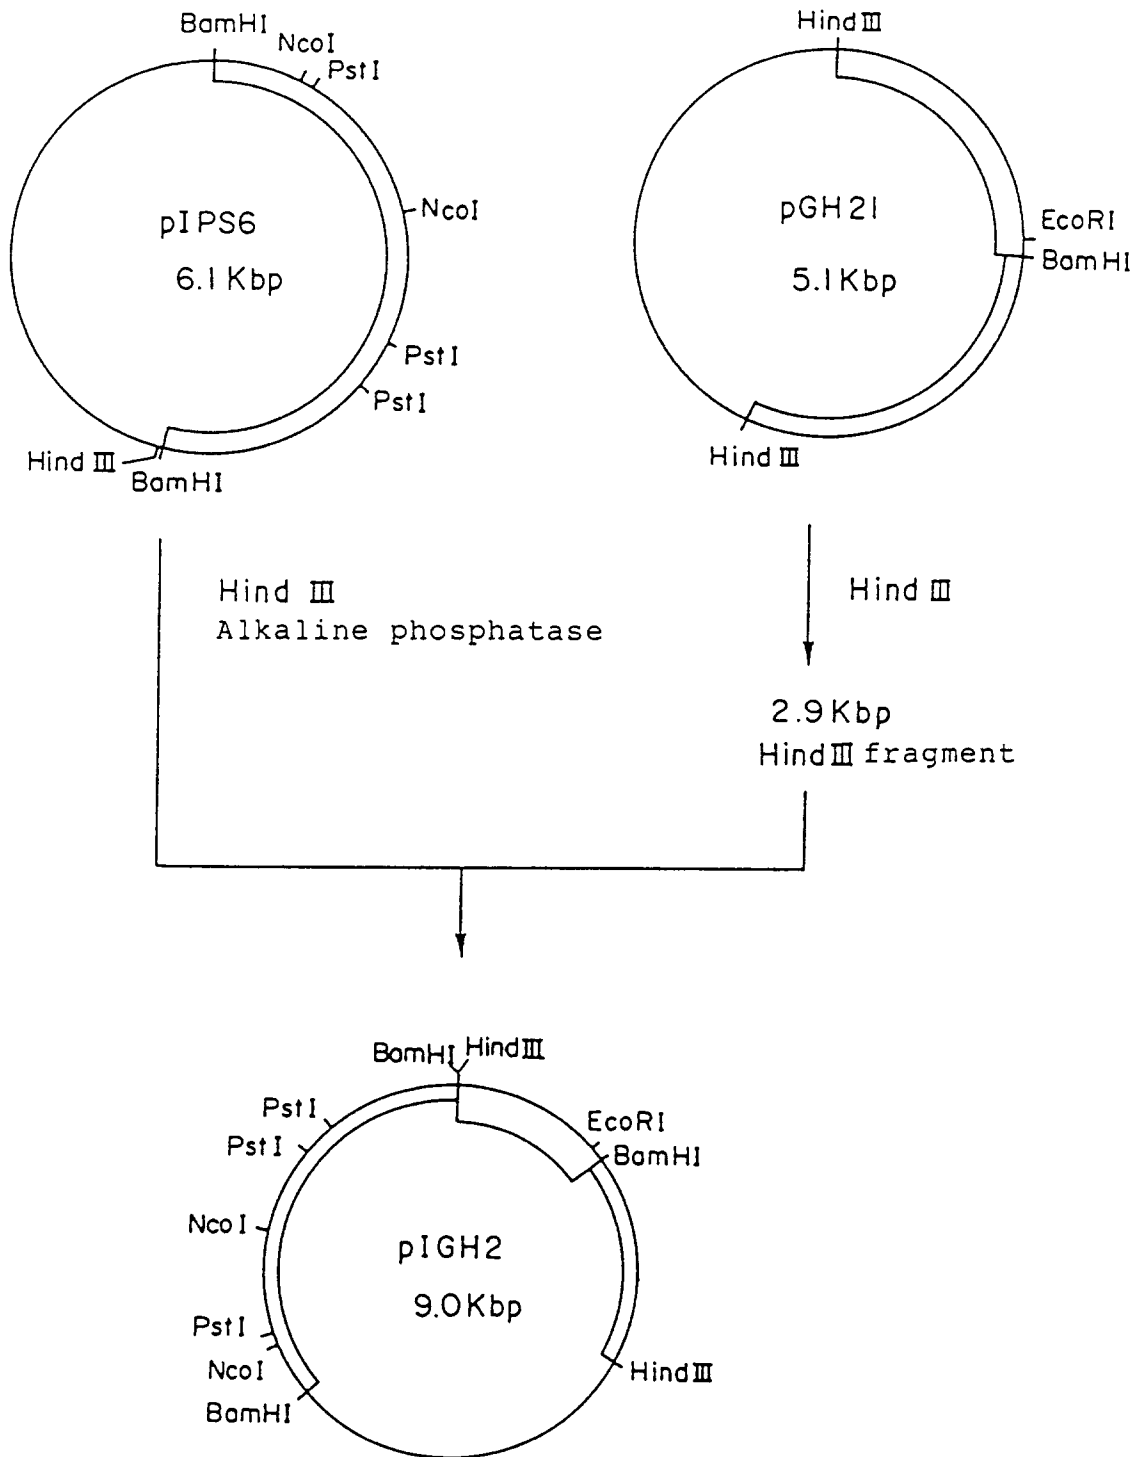 BamHI
NcoI
PstI
NcoI
pIPS6
6.1 Kbp
PstI
PstI
Hind III
BamHI
Hind III
pGH21
5.1 Kbp
EcoRI
BamHI
Hind III
Hind III
Alkaline phosphatase
Hind III
2.9 Kbp
Hind III fragment
BamHI
Hind III
PstI
PstI
EcoRI
BamHI
NcoI
pIGH2
9.0 Kbp
PstI
NcoI
BamHI
Hind III